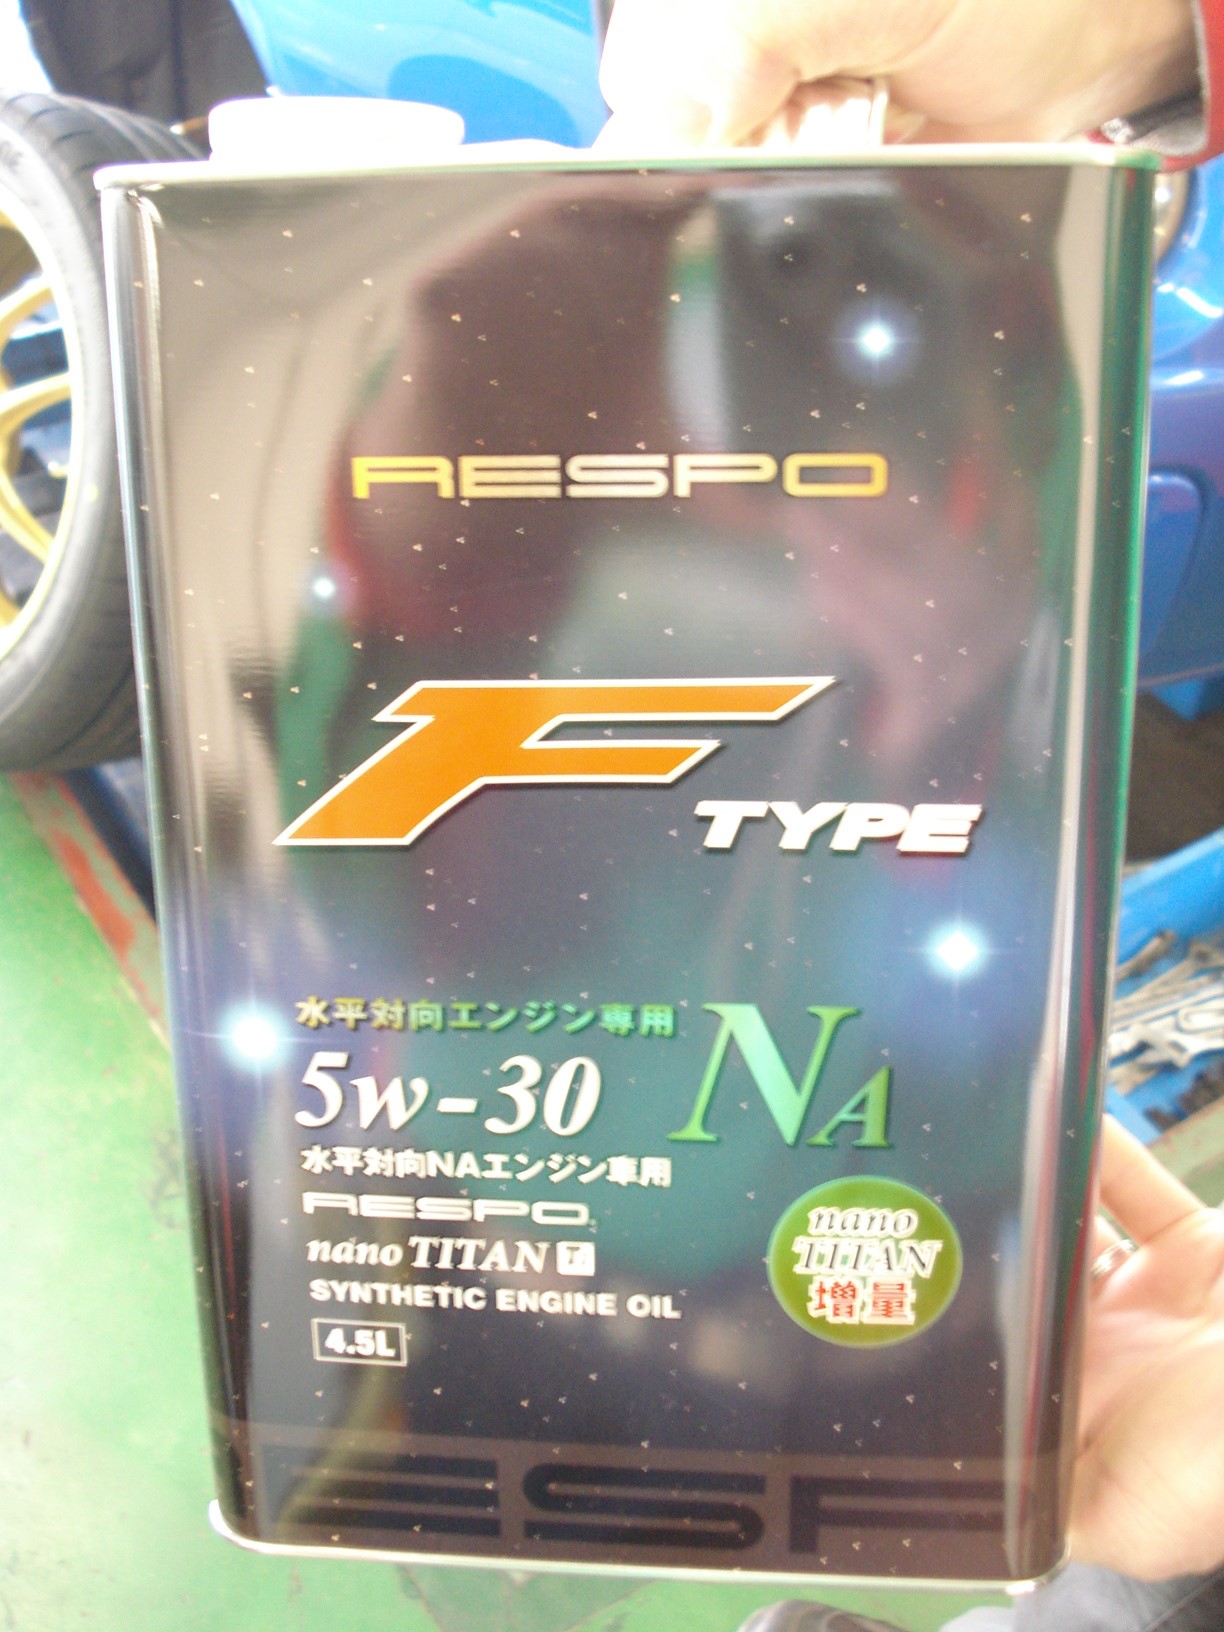 RESPO
F TYPE
水平対向エンジン専用
5w-30 NA
水平対向NAエンジン専用
RESPO
nano TITAN Ti
SYNTHETIC ENGINE OIL
4.5L
nano
TITAN
増量
ESP